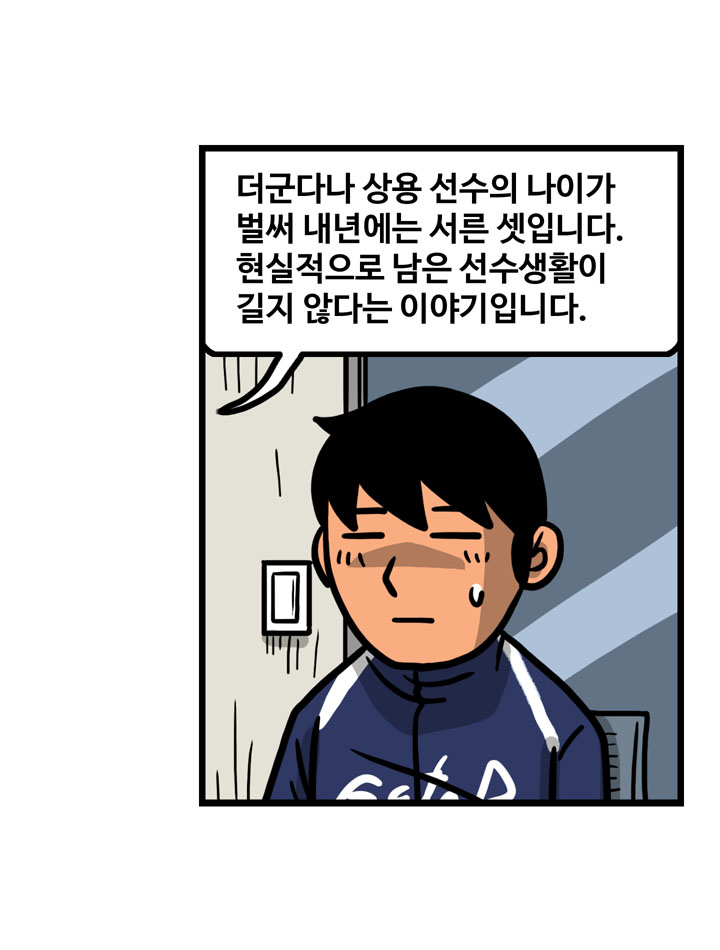 더군다나 상용 선수의 나이가
벌써 내년에는 서른 셋입니다.
현실적으로 남은 선수생활이
길지 않다는 이야기입니다.